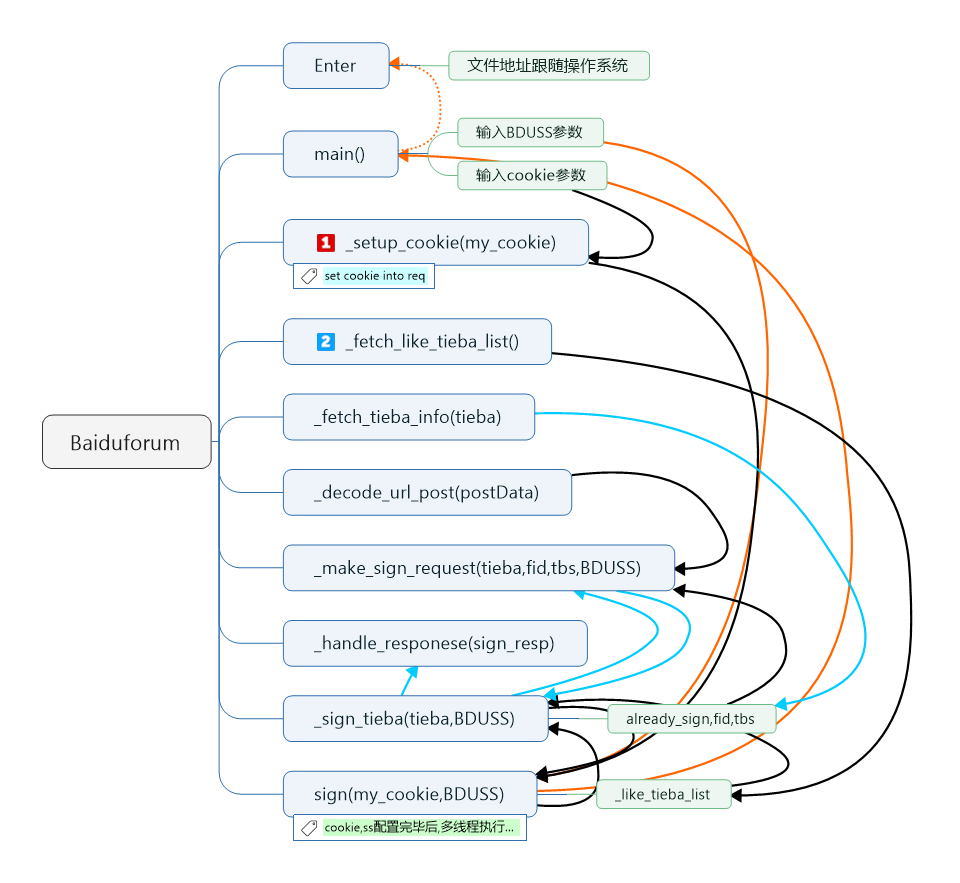 Enter
文件地址跟随操作系统
main()
输入BDUSS参数
输入cookie参数
1 _setup_cookie(my_cookie)
set cookie into req
2 _fetch_like_tieba_list()
_fetch_tieba_info(tieba)
Baiduforum
_decode_url_post(postData)
_make_sign_request(tieba,fid,tbs,BDUSS)
_handle_responese(sign_resp)
_sign_tieba(tieba,BDUSS)
already_sign,fid,tbs
sign(my_cookie,BDUSS)
_like_tieba_list
cookie,ss配置完毕后,多线程执行...